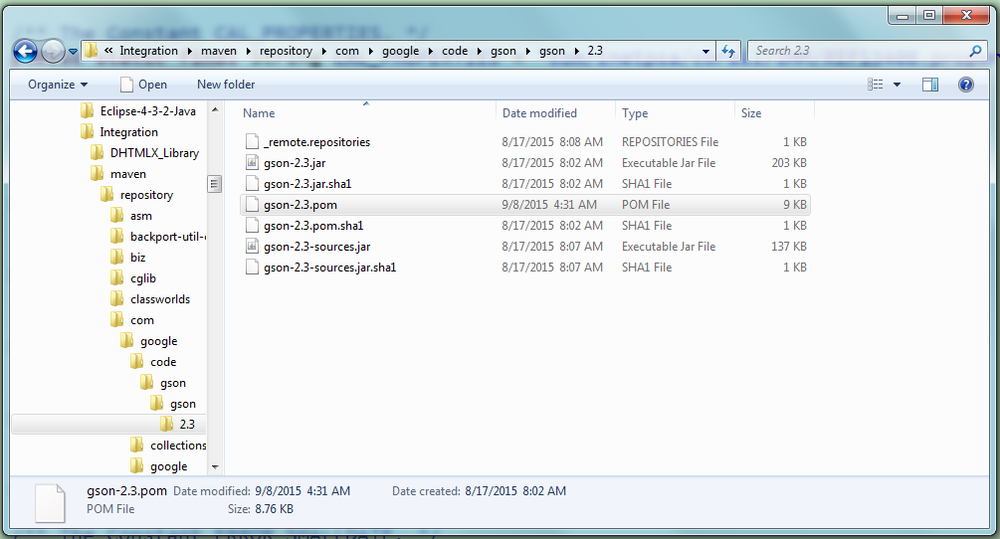 /** The Constant CAL_PROPERTIES. */
« Integration maven repository com google code gson gson 2.3
Search 2.3
Organize Open New folder
Eclipse-4-3-2-Java
Integration
DHTMLX_Library
maven
repository
asm
backport-util-
biz
cglib
classworlds
com
google
code
gson
gson
2.3
collections
google
Name Date modified Type Size
_remote.repositories 8/17/2015 8:08 AM REPOSITORIES File 1 KB
gson-2.3.jar 8/17/2015 8:02 AM Executable Jar File 203 KB
gson-2.3.jar.sha1 8/17/2015 8:02 AM SHA1 File 1 KB
gson-2.3.pom 9/8/2015 4:31 AM POM File 9 KB
gson-2.3.pom.sha1 8/17/2015 8:02 AM SHA1 File 1 KB
gson-2.3-sources.jar 8/17/2015 8:07 AM Executable Jar File 137 KB
gson-2.3-sources.jar.sha1 8/17/2015 8:07 AM SHA1 File 1 KB
gson-2.3.pom Date modified: 9/8/2015 4:31 AM Date created: 8/17/2015 8:02 AM
POM File Size: 8.76 KB